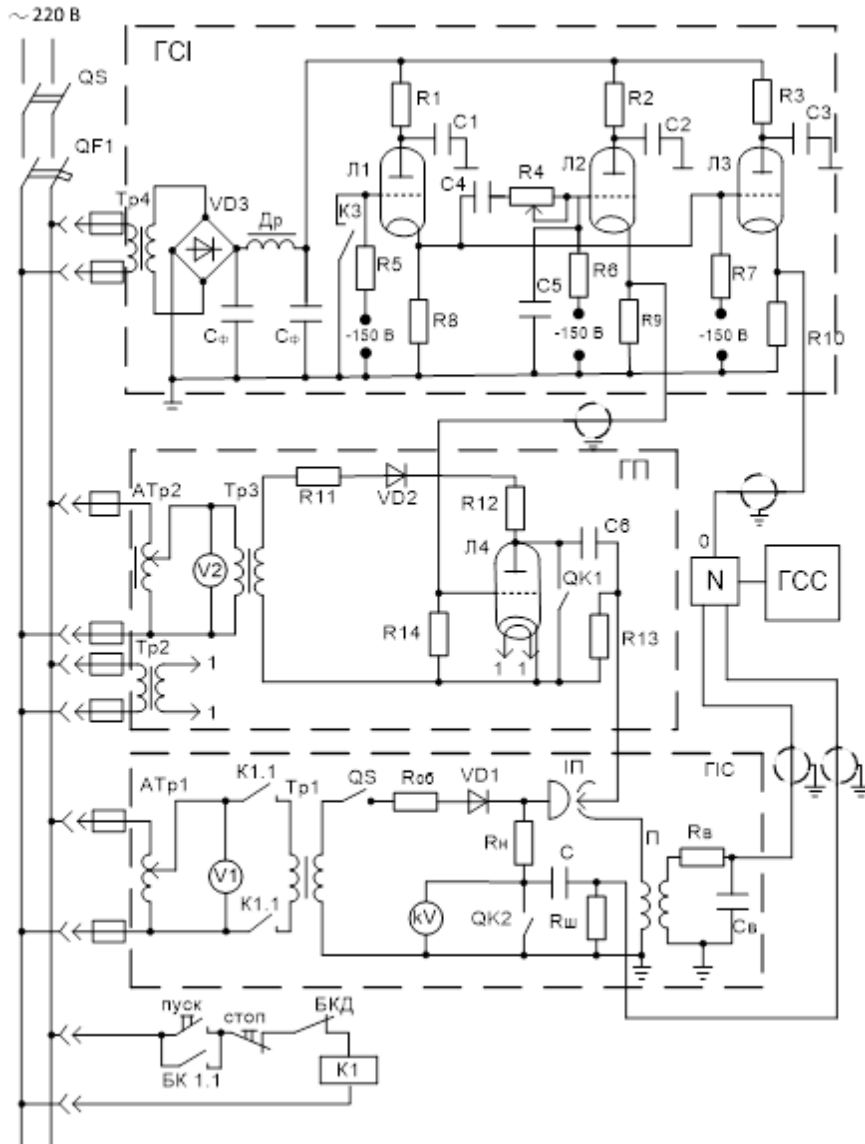 ~ 220 В
QS
QF1
ГСІ
R1
C1
R2
C2
R3
C3
Л1
Л2
Л3
C4
R4
Тр4
VD3
Др
К3
R5
C5
R6
R7
R8
R9
R10
Сф
Сф
-150 В
-150 В
-150 В
ГП
АТр2
Тр3
R11
VD2
R12
C6
Л4
QK1
V2
R14
R13
1
1
Тр2
1
1
0
N
ГСС
ГІС
АТр1
К1.1
Тр1
QS
Rоб
VD1
ІП
П
Rв
Rн
V1
К1.1
kV
QK2
C
Rш
Св
пуск
стоп
БКД
БК 1.1
К1